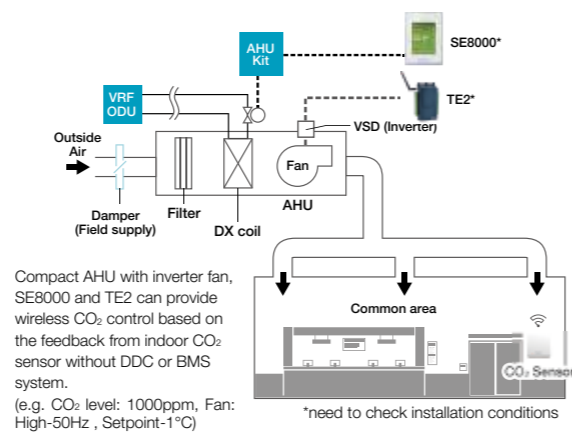 AHU
Kit
SE8000*
VRF
ODU
TE2*
VSD (Inverter)
Outside
Air
Fan
Damper
(Field supply)
Filter
DX coil
AHU
Compact AHU with inverter fan,
SE8000 and TE2 can provide
wireless CO₂ control based on
the feedback from indoor CO₂
sensor without DDC or BMS
system.
(e.g. CO₂ level: 1000ppm, Fan:
High-50Hz , Setpoint-1°C)
Common area
CO₂ Sensor
*need to check installation conditions